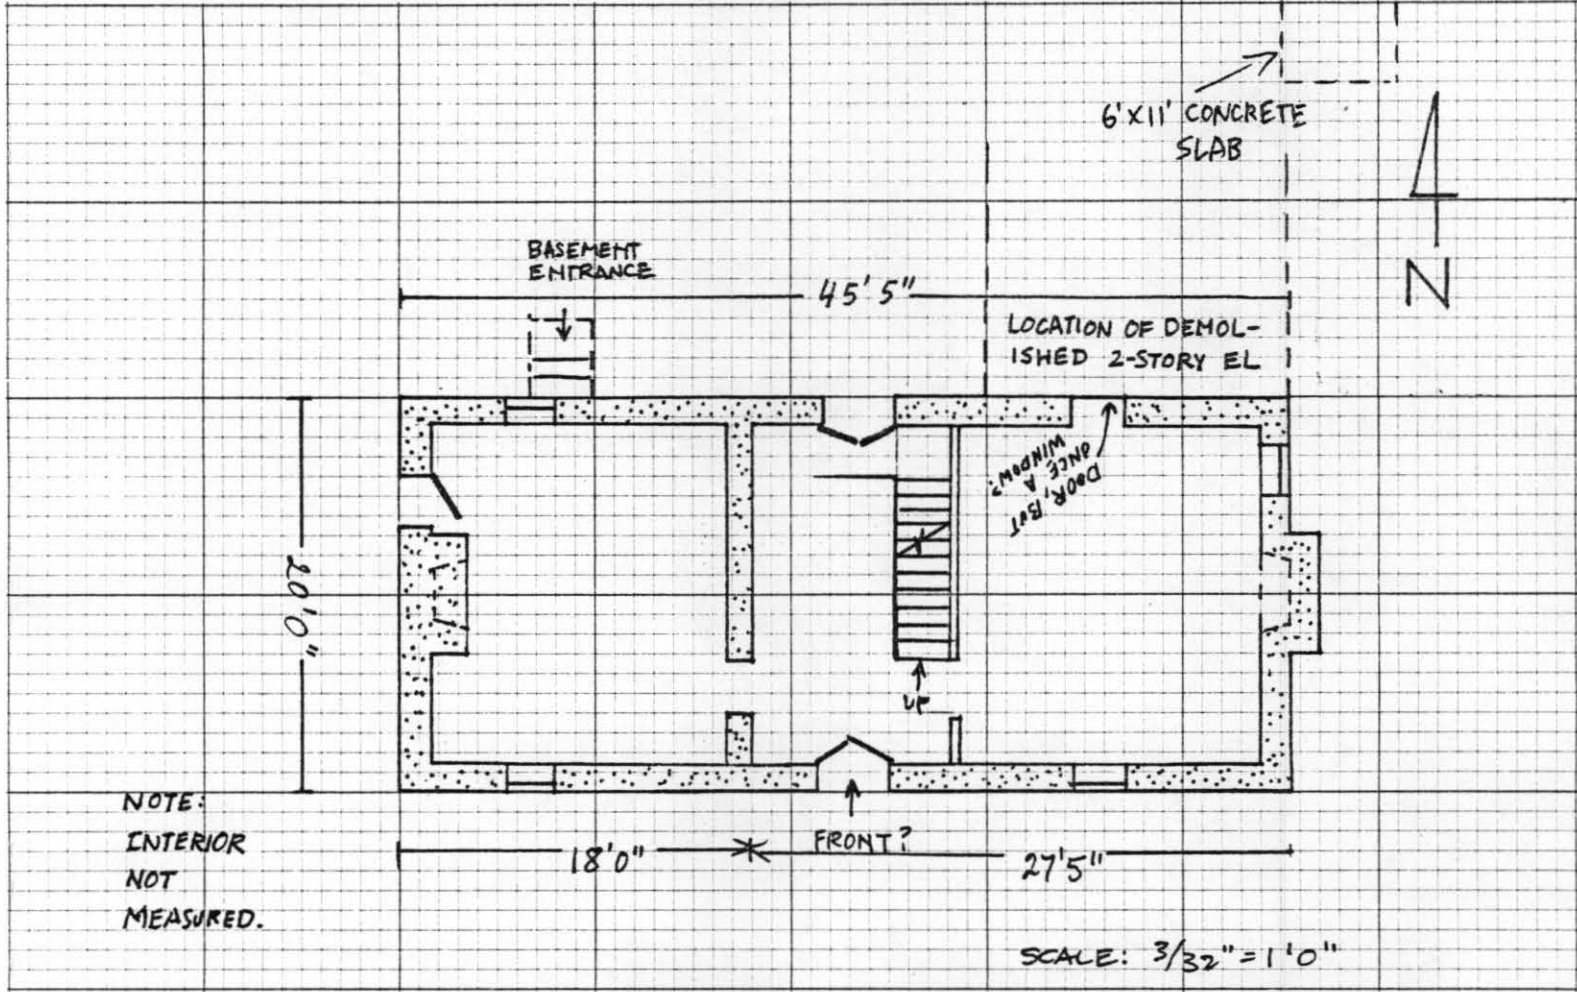 6'X11' CONCRETE
SLAB
N
BASEMENT
ENTRANCE
45'5"
LOCATION OF DEMOL-
ISHED 2-STORY EL
DOOR, BUT
ONCE A
WINDOW?
20'0"
UP
NOTE:
INTERIOR
NOT
MEASURED.
FRONT?
18'0"
27'5"
SCALE: 3/32"=1'0"